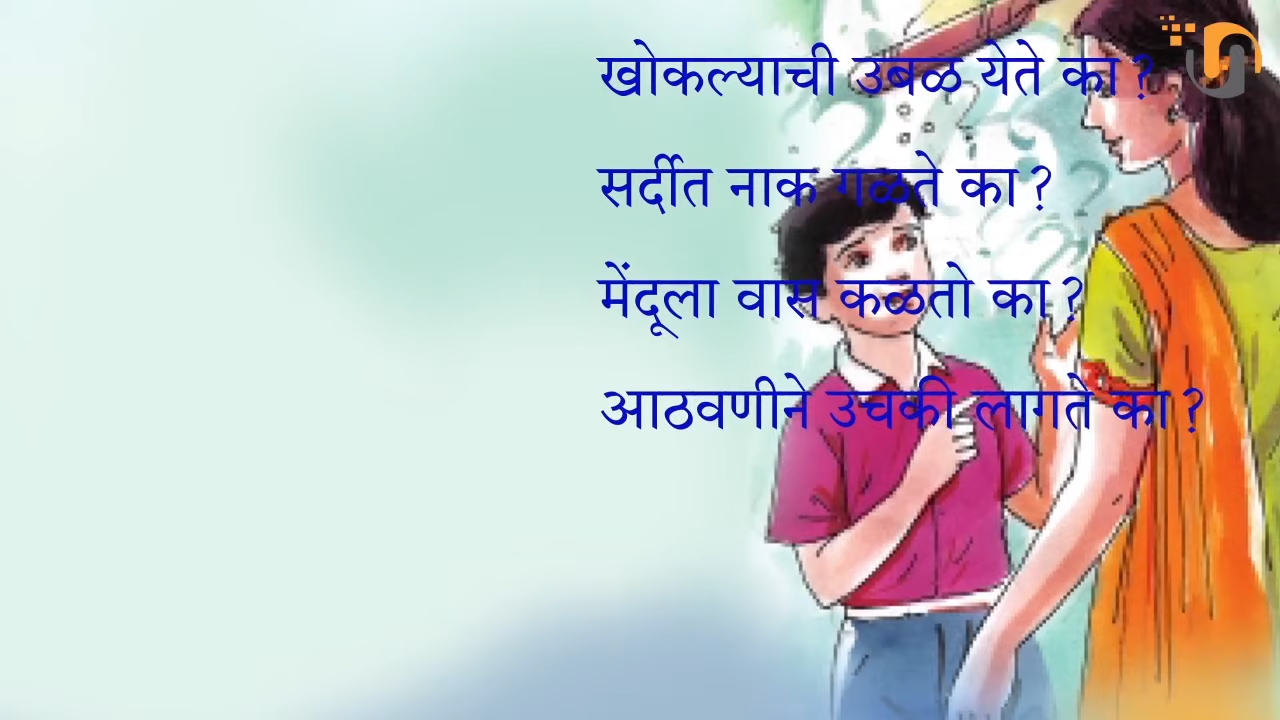 खोकल्याची उबळ येते का?
सर्दीत नाक गळते का?
मेंदूला वास कळतो का?
आठवणीने उचकी लागते का?